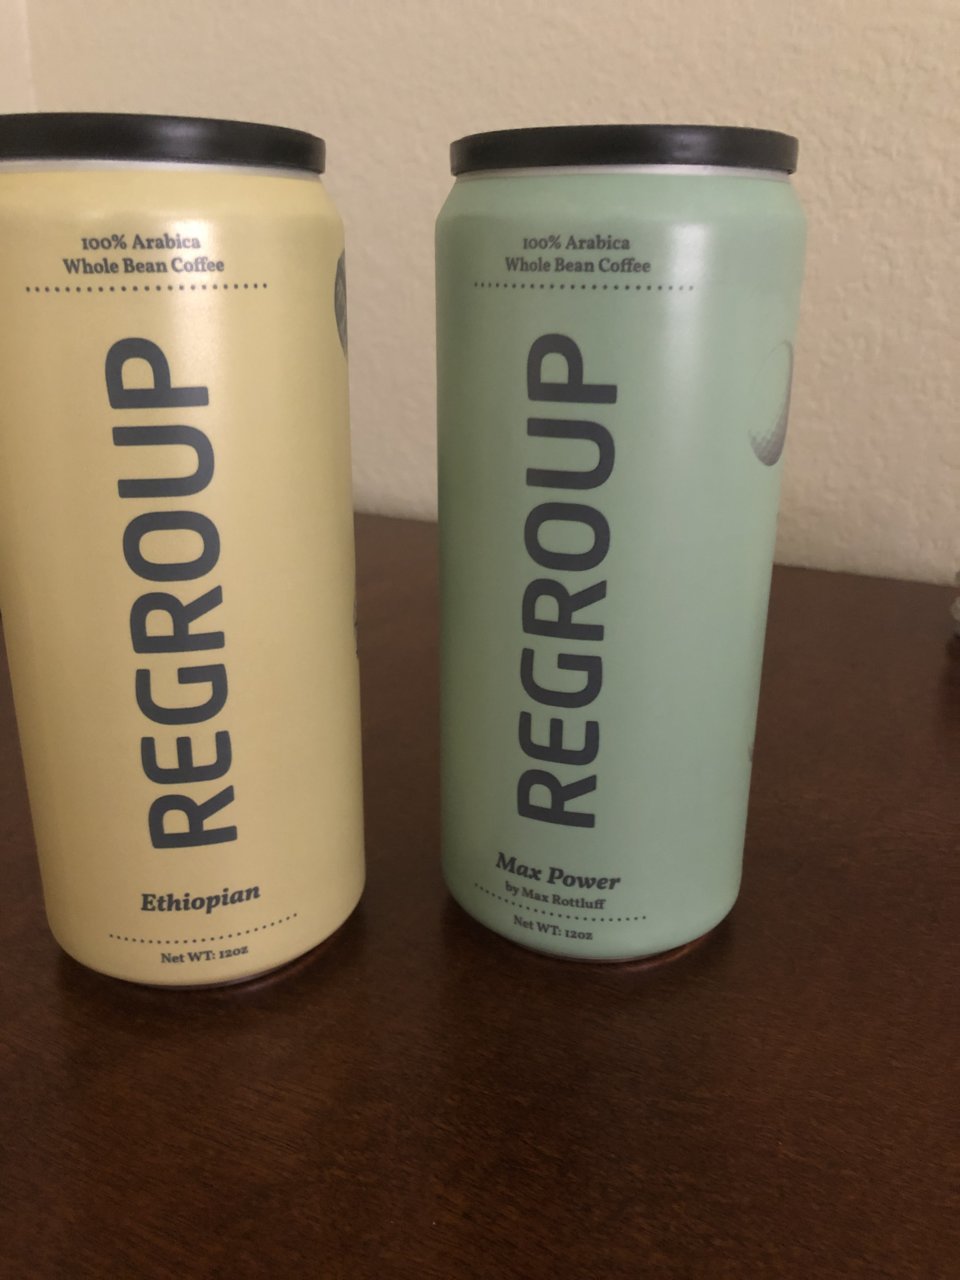 100% Arabica
Whole Bean Coffee
REGROUP
Ethiopian
Net WT: 12oz
100% Arabica
Whole Bean Coffee
REGROUP
Max Power
by Max Rottluff
Net WT: 12oz